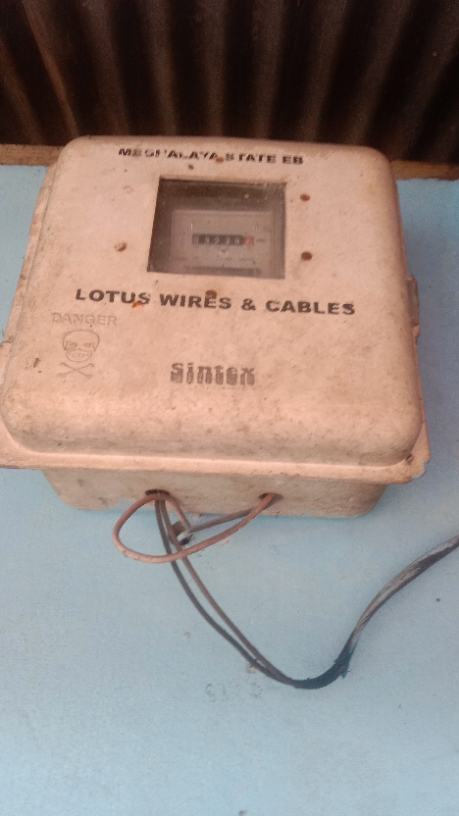 MEGHALAYA STATE EB
LOTUS WIRES & CABLES
DANGER
Sintex